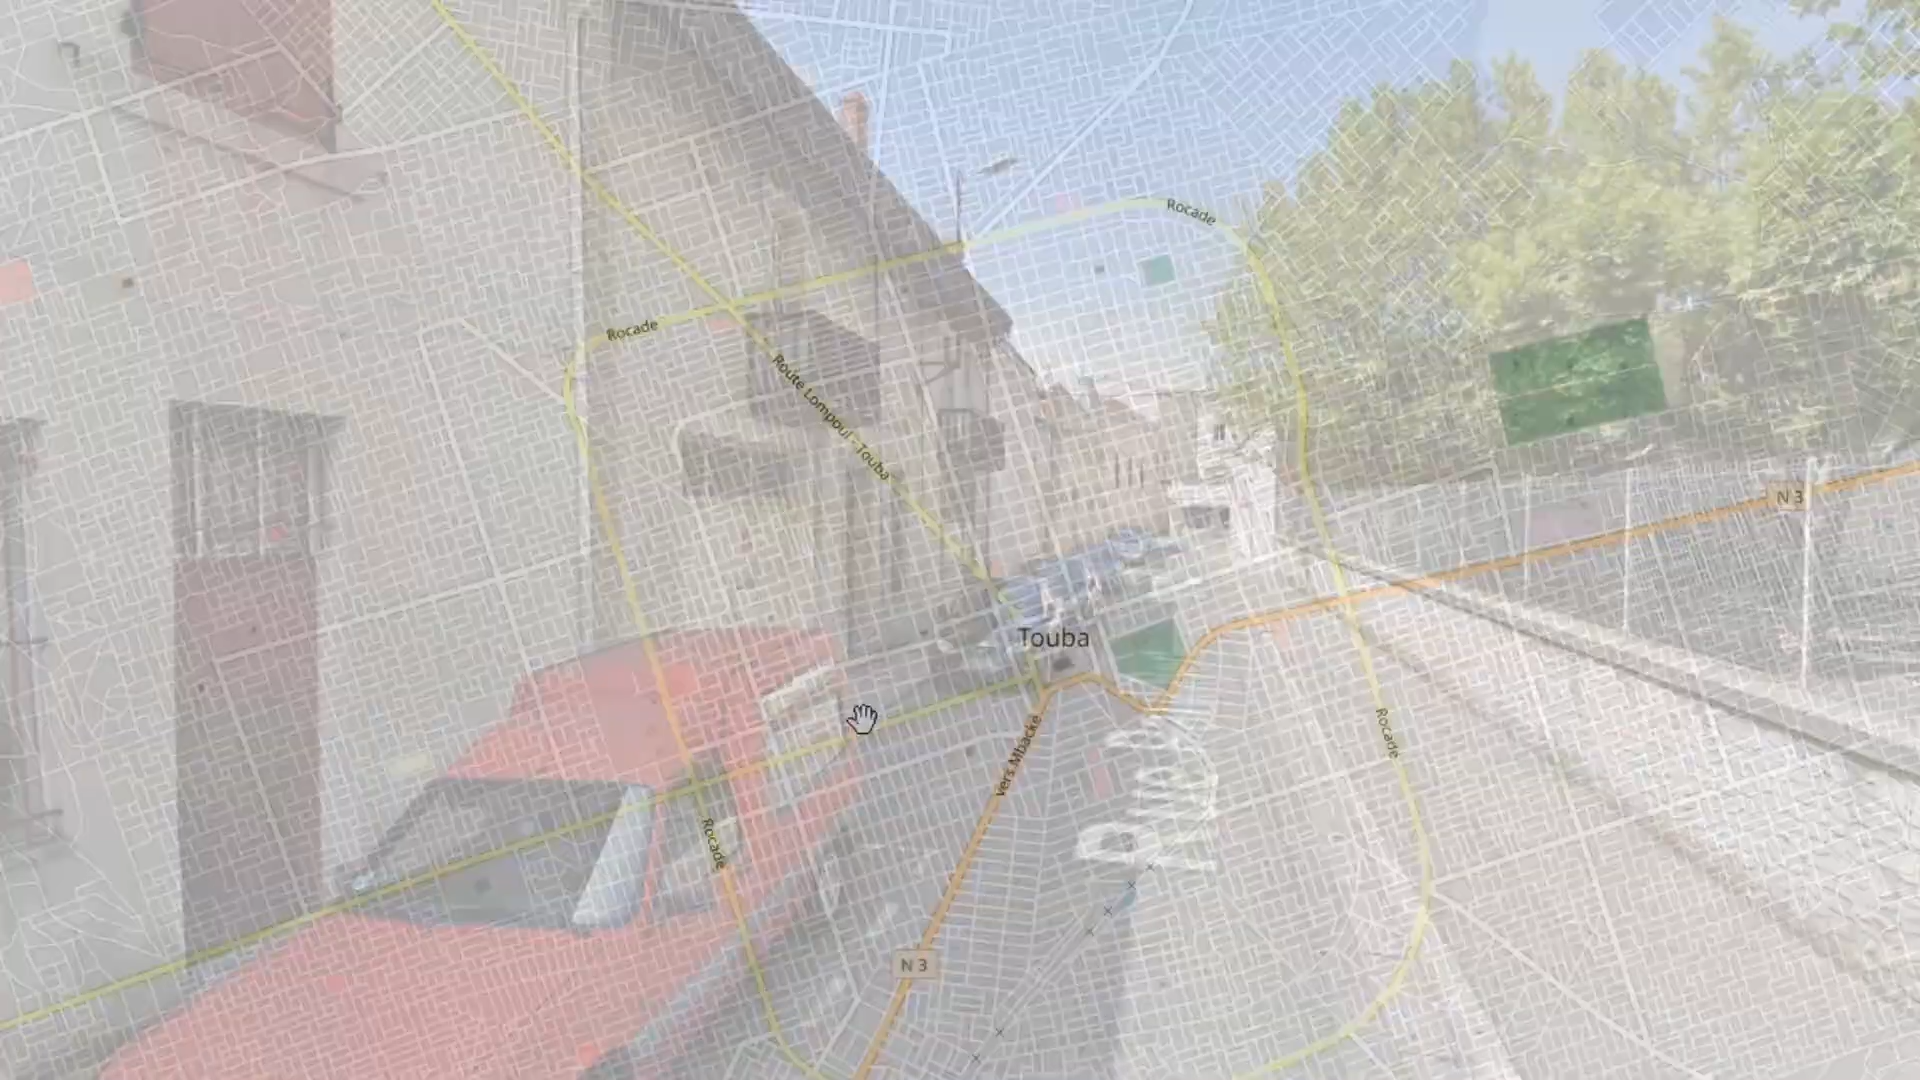 Rocade
Rocade
Route Lompoul - Touba
N 3
Touba
Rocade
vers Mbacke
Rocade
N 3